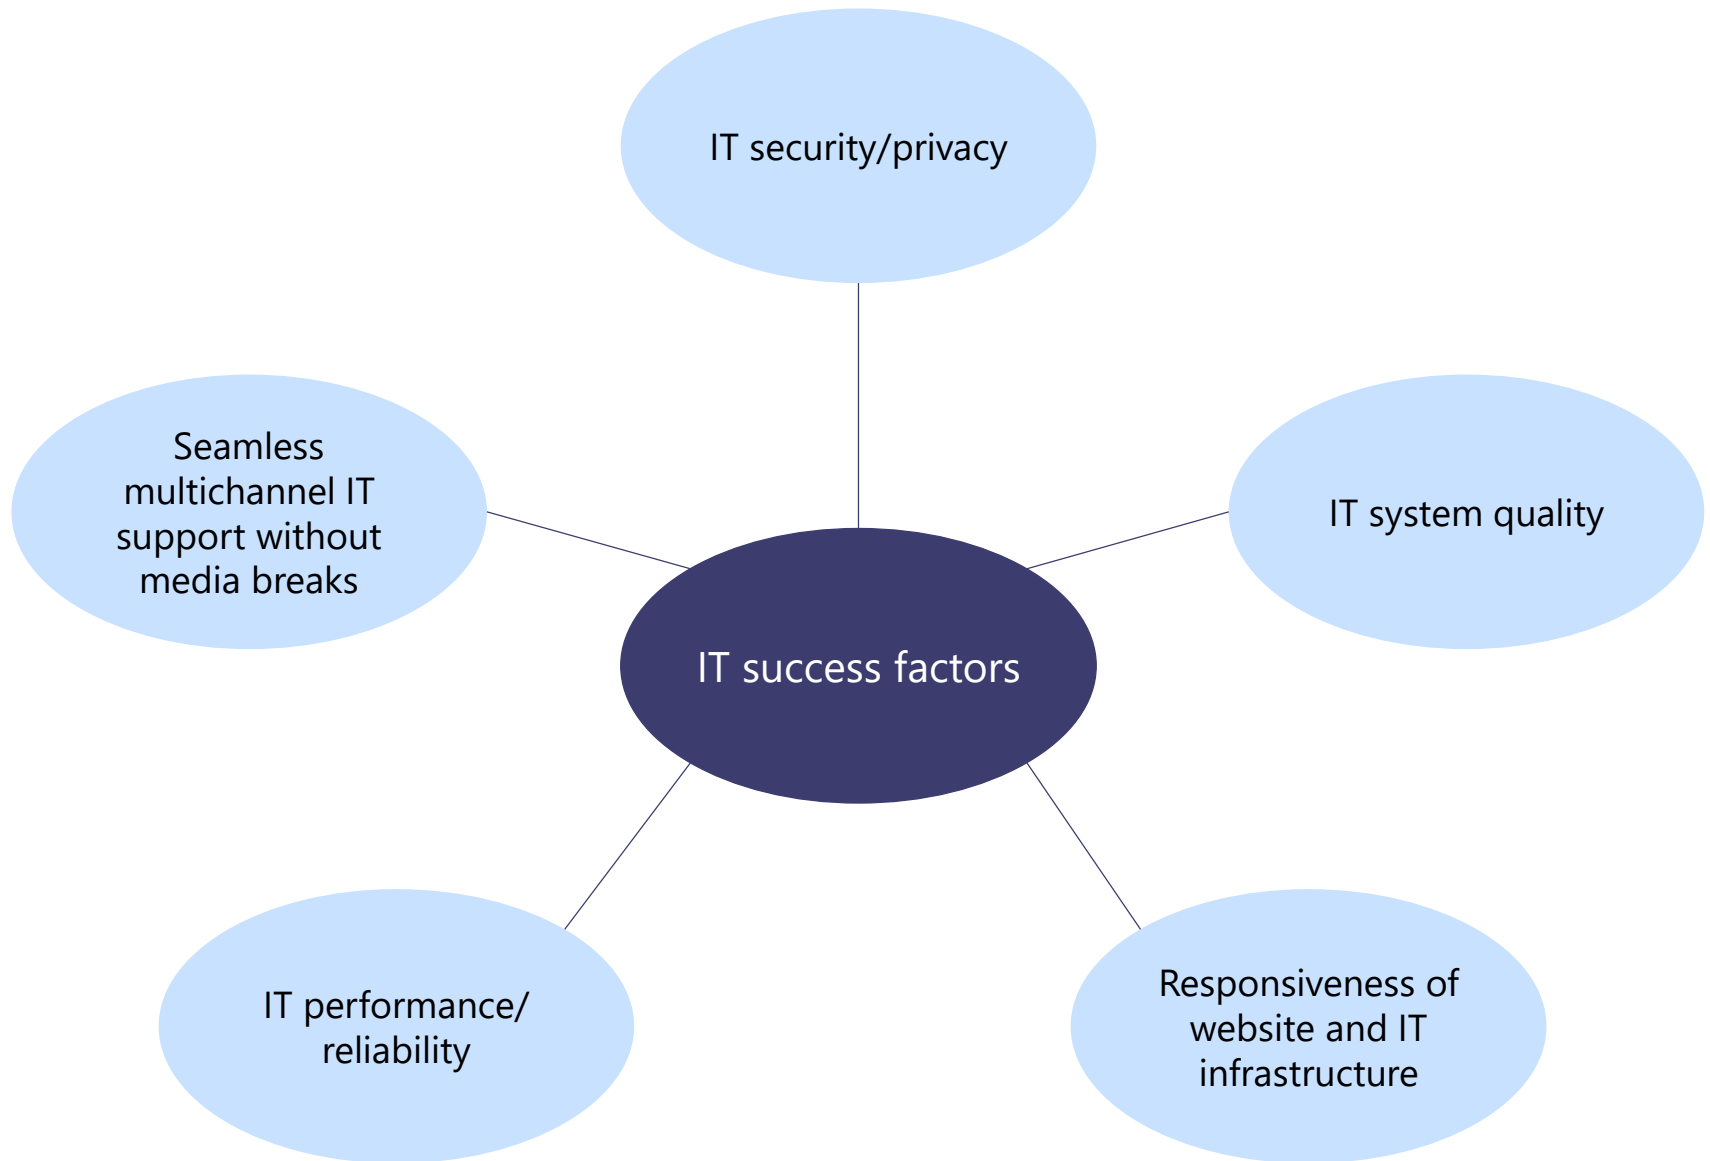 IT security/privacy
Seamless
multichannel IT
support without
media breaks
IT system quality
IT success factors
IT performance/
reliability
Responsiveness of
website and IT
infrastructure